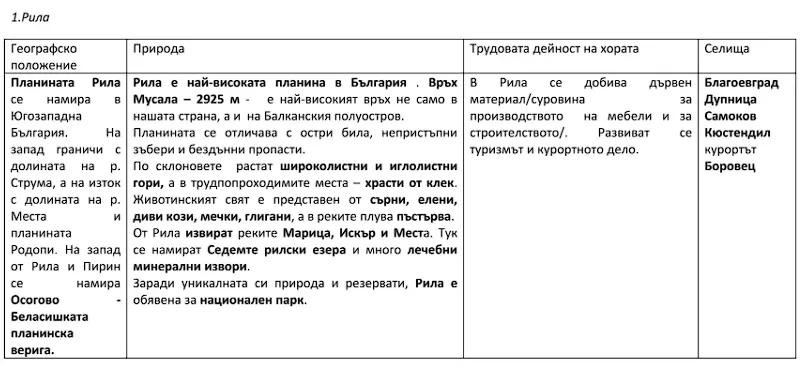 1.Рила
Географско
положение
Планината Рила
се намира в
Югозападна
България. На
запад граничи с
долината на р.
Струма, а на изток
с долината на р.
Места и
планината
Родопи. На запад
от Рила и Пирин
се намира
Осогово -
Беласишката
планинска
верига.
Природа
Рила е най-високата планина в България . Връх
Мусала – 2925 м - е най-високият връх не само в
нашата страна, а и на Балканския полуостров.
Планината се отличава с остри била, непристъпни
зъбери и бездънни пропасти.
По склоновете растат широколистни и иглолистни
гори, а в трудпопроходимите места – храсти от клек.
Животинският свят е представен от сърни, елени,
диви кози, мечки, глигани, а в реките плува пъстърва.
От Рила извират реките Марица, Искър и Места. Тук
се намират Седемте рилски езера и много лечебни
минерални извори.
Заради уникалната си природа и резервати, Рила е
обявена за национален парк.
Трудовата дейност на хората
В Рила се добива дървен
материал/суровина за
производството на мебели и за
строителството/. Развиват се
туризмът и курортното дело.
Селища
Благоевград
Дупница
Самоков
Кюстендил
курортът
Боровец